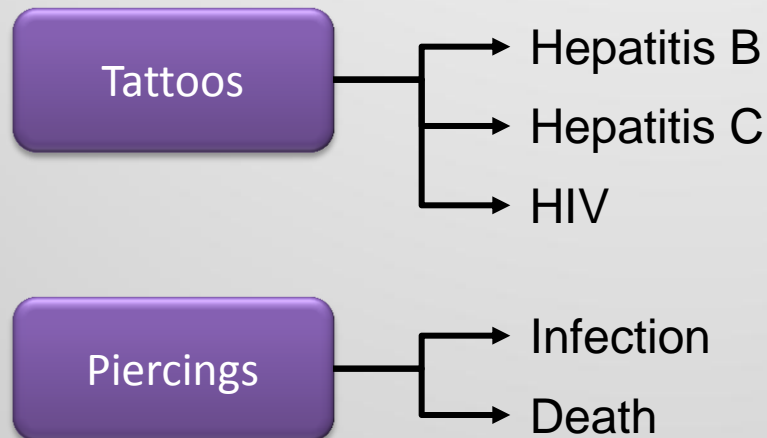 Tattoos
Hepatitis B
Hepatitis C
HIV
Piercings
Infection
Death